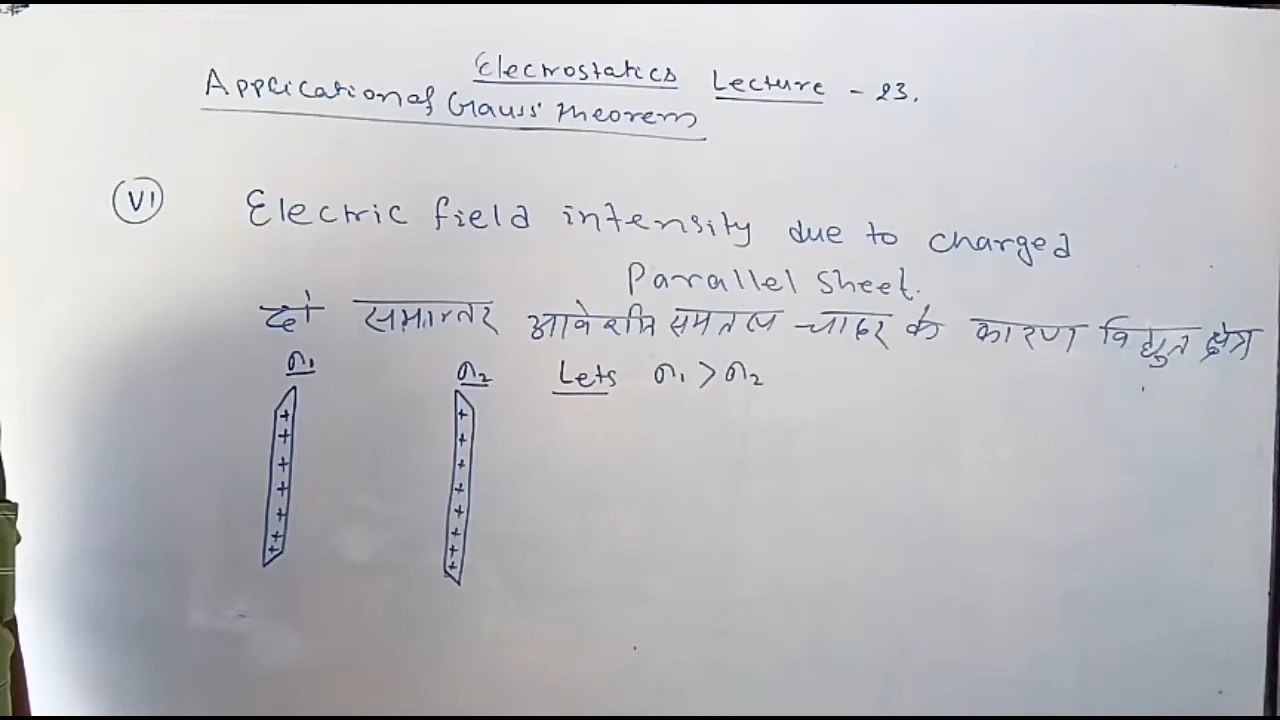 Electrostatics Lecture - 23.
Application of Gauss' theorem
VI Electric field intensity due to charged
Parallel sheet.
दो समान्तर आवेशित समतल चादर के कारण विद्युत क्षेत्र
σ1 σ2 Lets σ1 > σ2
+ +
+ +
+ +
+ +
+ +
+ +
+